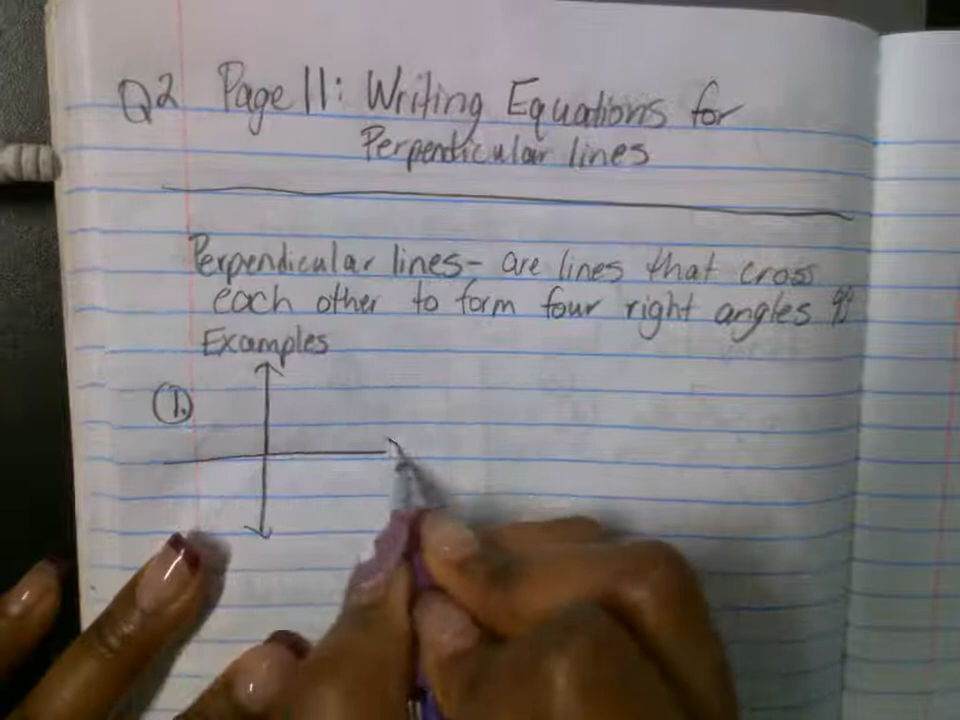 Q2 Page 11: Writing Equations for
Perpendicular lines
Perpendicular lines- are lines that cross
each other to form four right angles 90°
Examples
1.